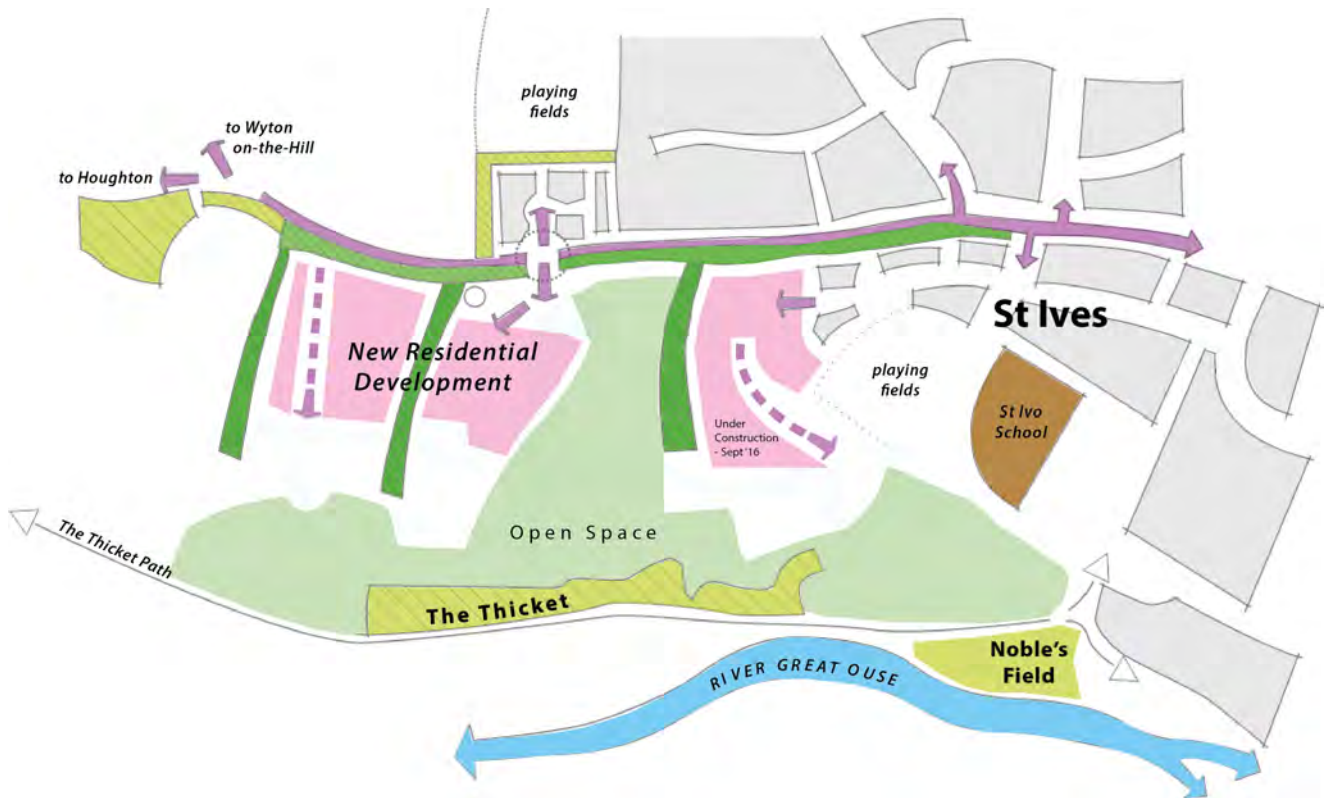 playing
fields
to Wyton
on-the-Hill
to Houghton
St Ives
New Residential
Development
playing
fields
St Ivo
School
Under
Construction
- Sept '16
Open Space
The Thicket Path
The Thicket
Noble's
Field
RIVER GREAT OUSE